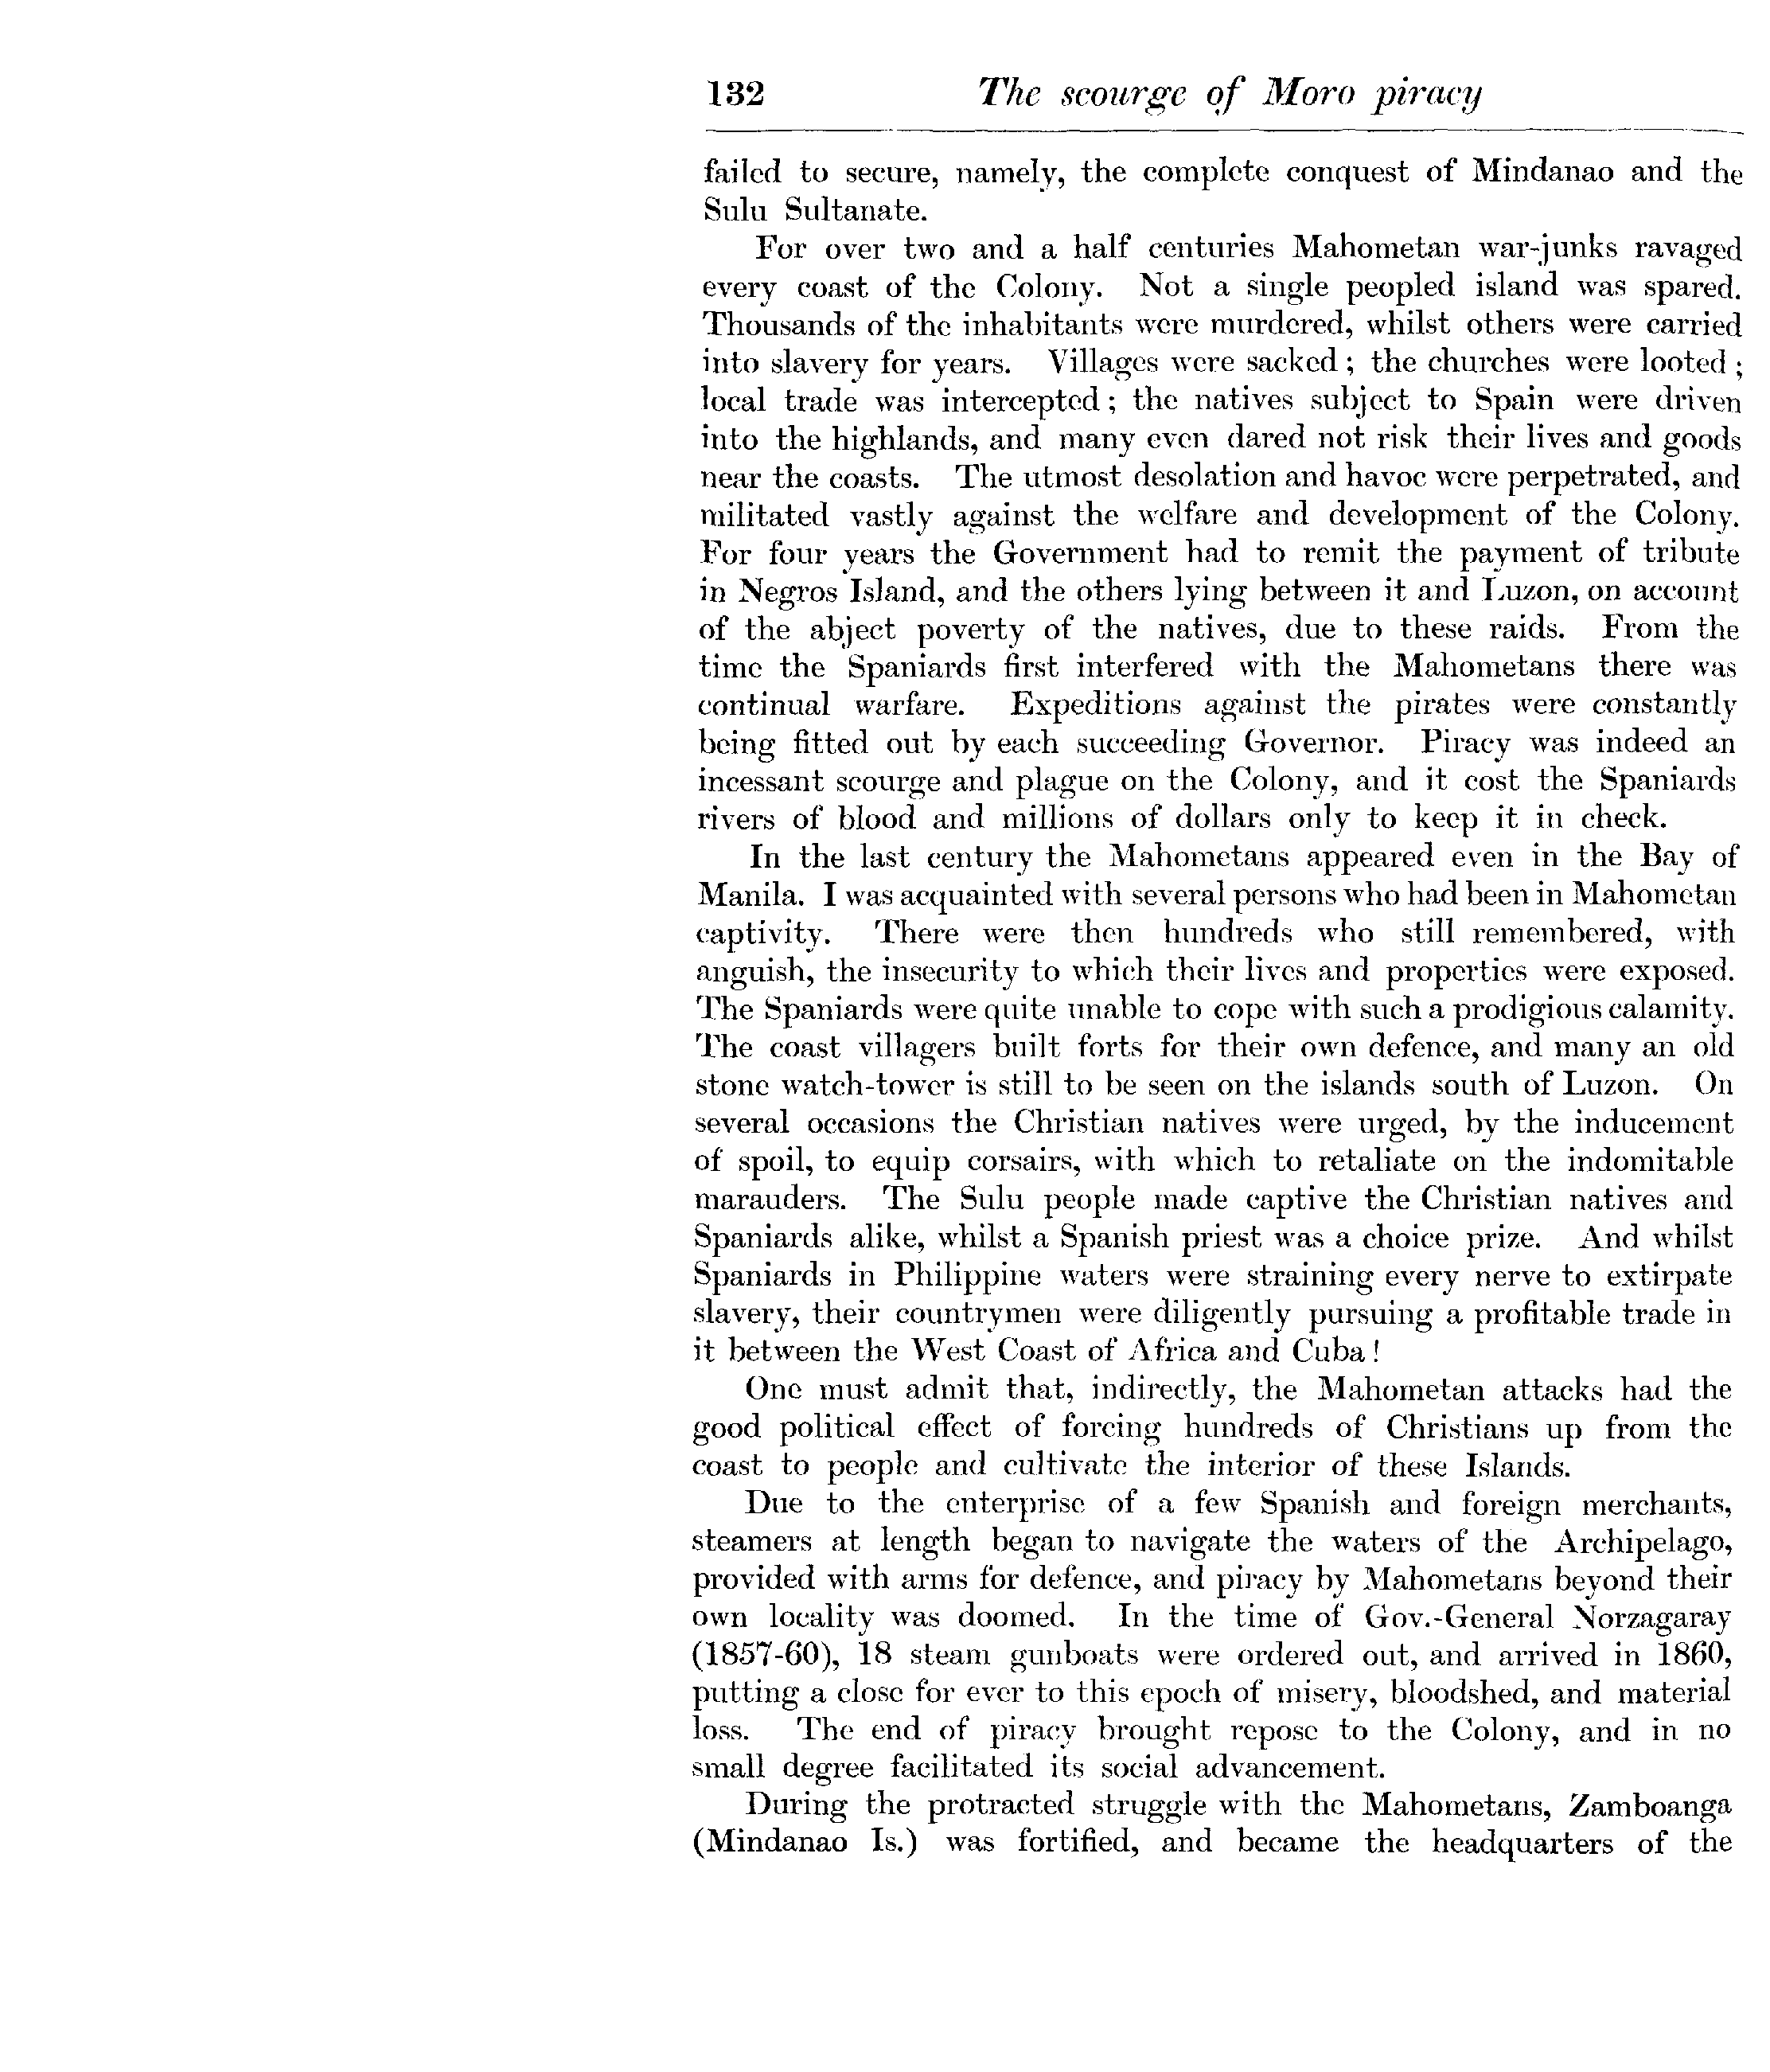 132 The scourge of Moro piracy
failed to secure, namely, the complete conquest of Mindanao and the
Sulu Sultanate.
For over two and a half centuries Mahometan war-junks ravaged
every coast of the Colony. Not a single peopled island was spared.
Thousands of the inhabitants were murdered, whilst others were carried
into slavery for years. Villages were sacked; the churches were looted;
local trade was intercepted; the natives subject to Spain were driven
into the highlands, and many even dared not risk their lives and goods
near the coasts. The utmost desolation and havoc were perpetrated, and
militated vastly against the welfare and development of the Colony.
For four years the Government had to remit the payment of tribute
in Negros Island, and the others lying between it and Luzon, on account
of the abject poverty of the natives, due to these raids. From the
time the Spaniards first interfered with the Mahometans there was
continual warfare. Expeditions against the pirates were constantly
being fitted out by each succeeding Governor. Piracy was indeed an
incessant scourge and plague on the Colony, and it cost the Spaniards
rivers of blood and millions of dollars only to keep it in check.
In the last century the Mahometans appeared even in the Bay of
Manila. I was acquainted with several persons who had been in Mahometan
captivity. There were then hundreds who still remembered, with
anguish, the insecurity to which their lives and properties were exposed.
The Spaniards were quite unable to cope with such a prodigious calamity.
The coast villagers built forts for their own defence, and many an old
stone watch-tower is still to be seen on the islands south of Luzon. On
several occasions the Christian natives were urged, by the inducement
of spoil, to equip corsairs, with which to retaliate on the indomitable
marauders. The Sulu people made captive the Christian natives and
Spaniards alike, whilst a Spanish priest was a choice prize. And whilst
Spaniards in Philippine waters were straining every nerve to extirpate
slavery, their countrymen were diligently pursuing a profitable trade in
it between the West Coast of Africa and Cuba!
One must admit that, indirectly, the Mahometan attacks had the
good political effect of forcing hundreds of Christians up from the
coast to people and cultivate the interior of these Islands.
Due to the enterprise of a few Spanish and foreign merchants,
steamers at length began to navigate the waters of the Archipelago,
provided with arms for defence, and piracy by Mahometans beyond their
own locality was doomed. In the time of Gov.-General Norzagaray
(1857-60), 18 steam gunboats were ordered out, and arrived in 1860,
putting a close for ever to this epoch of misery, bloodshed, and material
loss. The end of piracy brought repose to the Colony, and in no
small degree facilitated its social advancement.
During the protracted struggle with the Mahometans, Zamboanga
(Mindanao Is.) was fortified, and became the headquarters of the